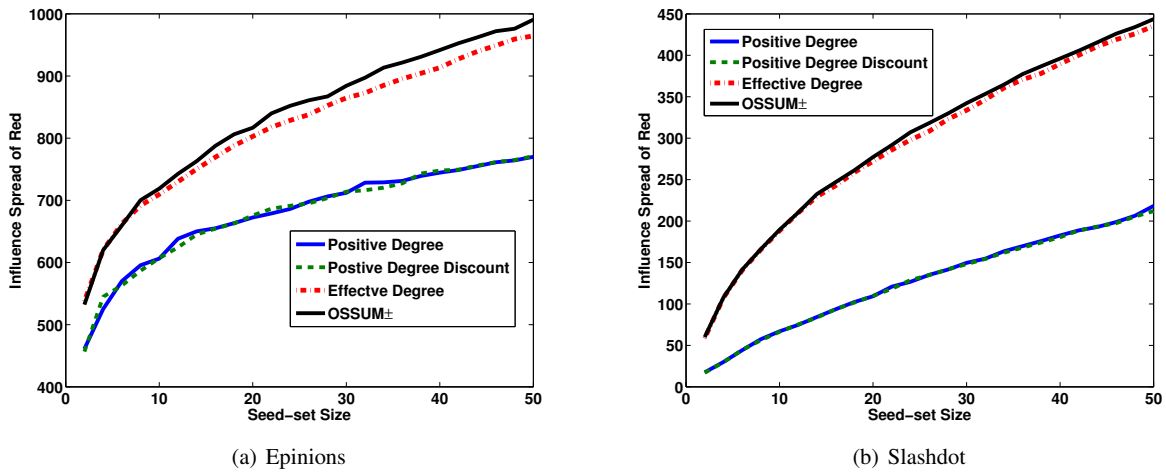 1000
900
800
700
600
500
400
Influence Spread of Red
0
10
20
30
40
50
Seed-set Size
Positive Degree
Postive Degree Discount
Effectve Degree
OSSUM±
(a) Epinions
450
400
350
300
250
200
150
100
50
0
Influence Spread of Red
0
10
20
30
40
50
Seed-set Size
Positive Degree
Positive Degree Discount
Effective Degree
OSSUM±
(b) Slashdot